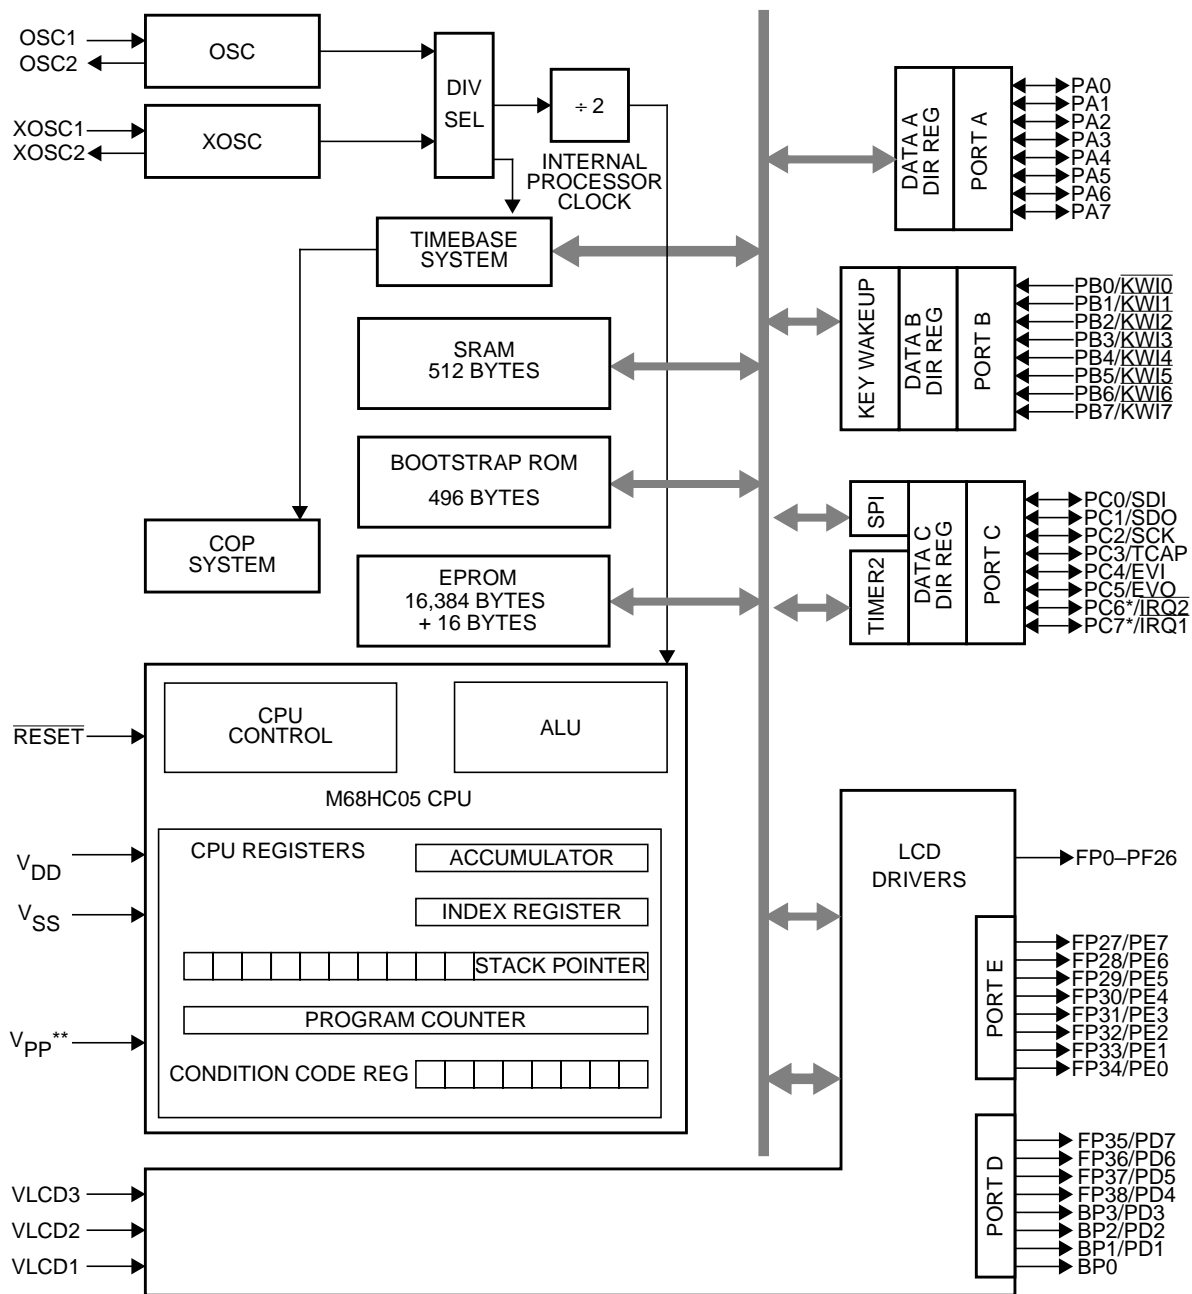 OSC1
OSC2
OSC
XOSC1
XOSC2
XOSC
DIV
SEL
÷ 2
INTERNAL
PROCESSOR
CLOCK
TIMEBASE
SYSTEM
SRAM
512 BYTES
BOOTSTRAP ROM
496 BYTES
COP
SYSTEM
EPROM
16,384 BYTES
+ 16 BYTES
RESET
VDD
VSS
VPP**
CPU
CONTROL
ALU
M68HC05 CPU
CPU REGISTERS
ACCUMULATOR
INDEX REGISTER
STACK POINTER
PROGRAM COUNTER
CONDITION CODE REG
VLCD3
VLCD2
VLCD1
DATA A
DIR REG
PORT A
PA0
PA1
PA2
PA3
PA4
PA5
PA6
PA7
KEY WAKEUP
DATA B
DIR REG
PORT B
PB0/KWI0
PB1/KWI1
PB2/KWI2
PB3/KWI3
PB4/KWI4
PB5/KWI5
PB6/KWI6
PB7/KWI7
SPI
TIMER2
DATA C
DIR REG
PORT C
PC0/SDI
PC1/SDO
PC2/SCK
PC3/TCAP
PC4/EVI
PC5/EVO
PC6*/IRQ2
PC7*/IRQ1
LCD
DRIVERS
FP0–PF26
PORT E
FP27/PE7
FP28/PE6
FP29/PE5
FP30/PE4
FP31/PE3
FP32/PE2
FP33/PE1
FP34/PE0
PORT D
FP35/PD7
FP36/PD6
FP37/PD5
FP38/PD4
BP3/PD3
BP2/PD2
BP1/PD1
BP0